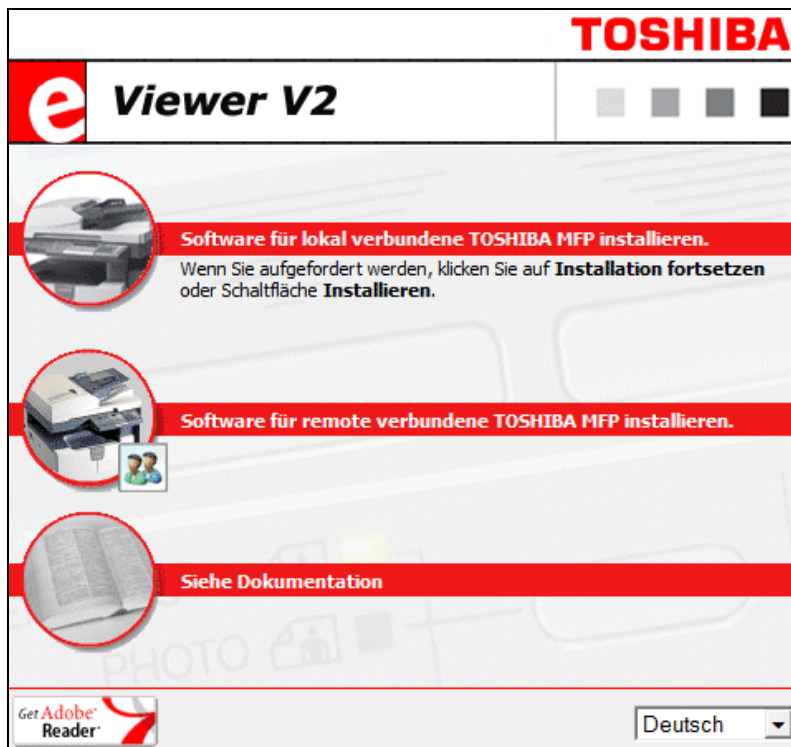 TOSHIBA
e Viewer V2
Software für lokal verbundene TOSHIBA MFP installieren.
Wenn Sie aufgefordert werden, klicken Sie auf Installation fortsetzen
oder Schaltfläche Installieren.
Software für remote verbundene TOSHIBA MFP installieren.
Siehe Dokumentation
PHOTO
Get Adobe®
Reader®
Deutsch